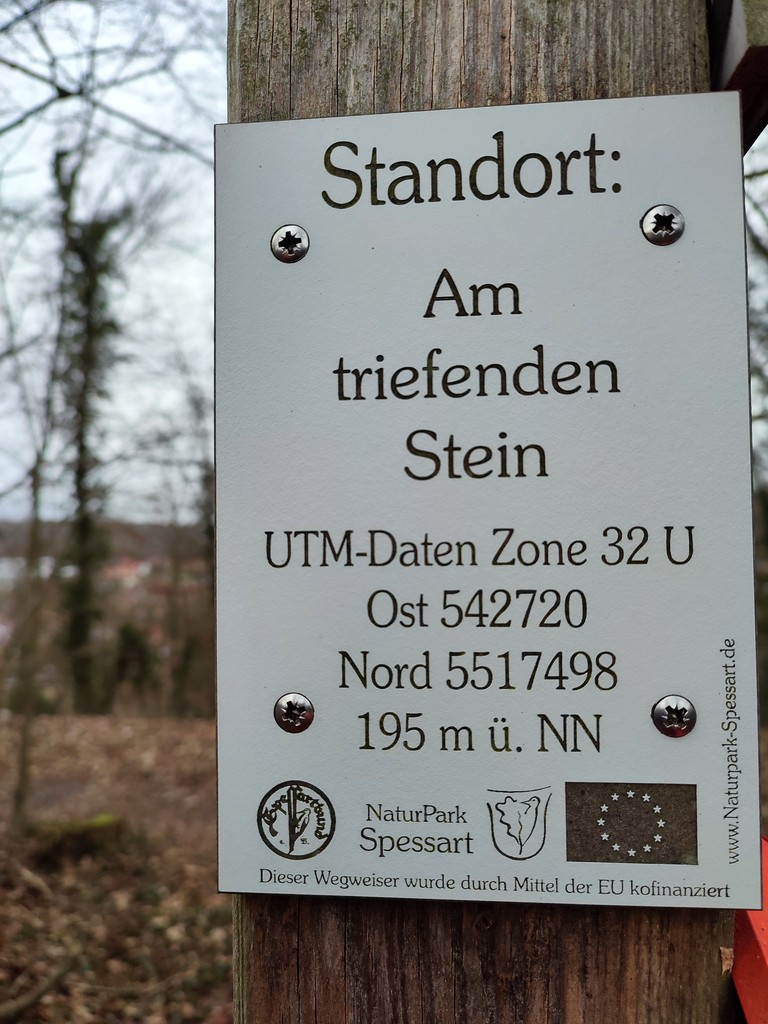 Standort:
Am
triefenden
Stein
UTM-Daten Zone 32 U
Ost 542720
Nord 5517498
195 m ü. NN
Spessartbund
NaturPark
Spessart
Dieser Wegweiser wurde durch Mittel der EU kofinanziert
www.Naturpark-Spessart.de